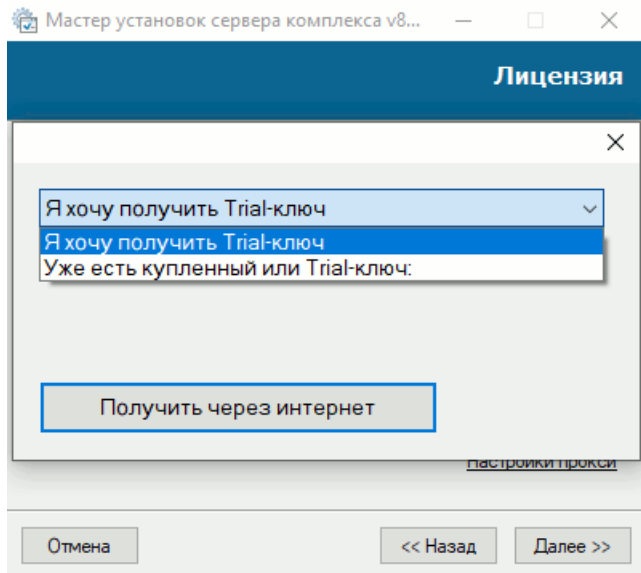 Мастер установок сервера комплекса v8...
Лицензия
Я хочу получить Trial-ключ
Я хочу получить Trial-ключ
Уже есть купленный или Trial-ключ:
Получить через интернет
Настройки прокси
Отмена
<< Назад
Далее >>